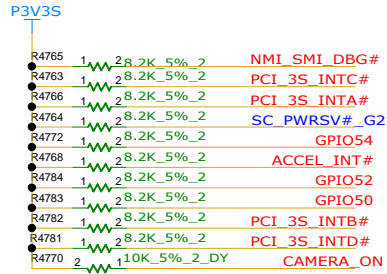 P3V3S
R4765 1 2 8.2K_5%_2 NMI_SMI_DBG#
R4763 1 2 8.2K_5%_2 PCI_3S_INTC#
R4766 1 2 8.2K_5%_2 PCI_3S_INTA#
R4764 1 2 8.2K_5%_2 SC_PWRSV#_G2
R4772 1 2 8.2K_5%_2 GPIO54
R4768 1 2 8.2K_5%_2 ACCEL_INT#
R4784 1 2 8.2K_5%_2 GPIO52
R4783 1 2 8.2K_5%_2 GPIO50
R4782 1 2 8.2K_5%_2 PCI_3S_INTB#
R4781 1 2 8.2K_5%_2 PCI_3S_INTD#
R4770 2 1 10K_5%_2_DY CAMERA_ON